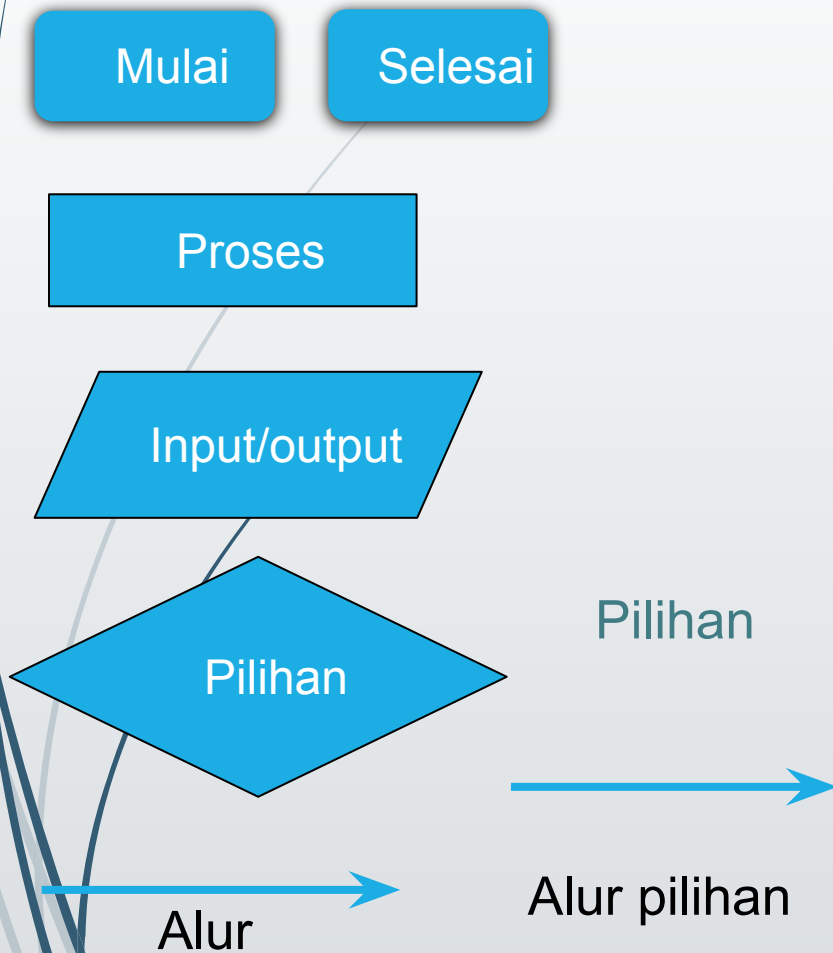 Mulai
Selesai
Proses
Input/output
Pilihan
Pilihan
Alur pilihan
Alur